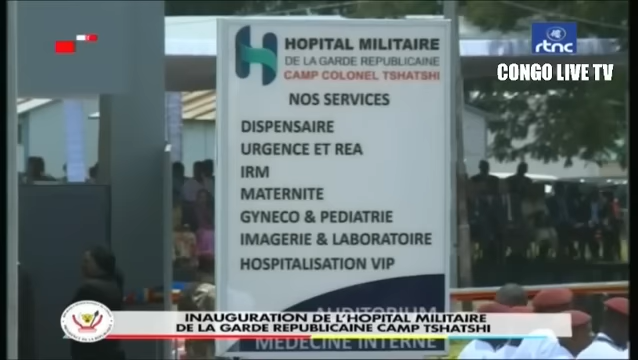 rtnc
CONGO LIVE TV
HOPITAL MILITAIRE
DE LA GARDE REPUBLICAINE
CAMP COLONEL TSHATSHI
NOS SERVICES
DISPENSAIRE
URGENCE ET REA
IRM
MATERNITE
GYNECO & PEDIATRIE
IMAGERIE & LABORATOIRE
HOSPITALISATION VIP
AUDITORIUM
INAUGURATION DE L'HOPITAL MILITAIRE
DE LA GARDE REPUBLICAINE CAMP TSHATSHI
MEDECINE INTERNE